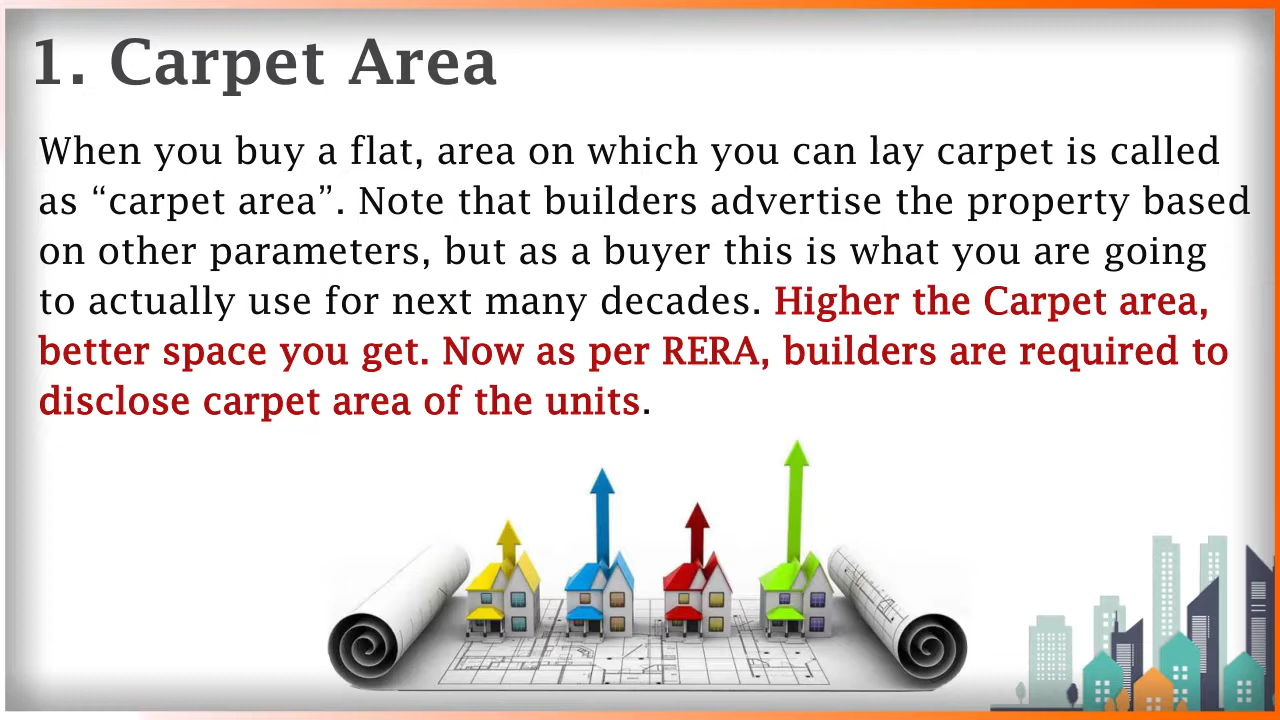 1. Carpet Area
When you buy a flat, area on which you can lay carpet is called
as “carpet area”. Note that builders advertise the property based
on other parameters, but as a buyer this is what you are going
to actually use for next many decades. Higher the Carpet area,
better space you get. Now as per RERA, builders are required to
disclose carpet area of the units.